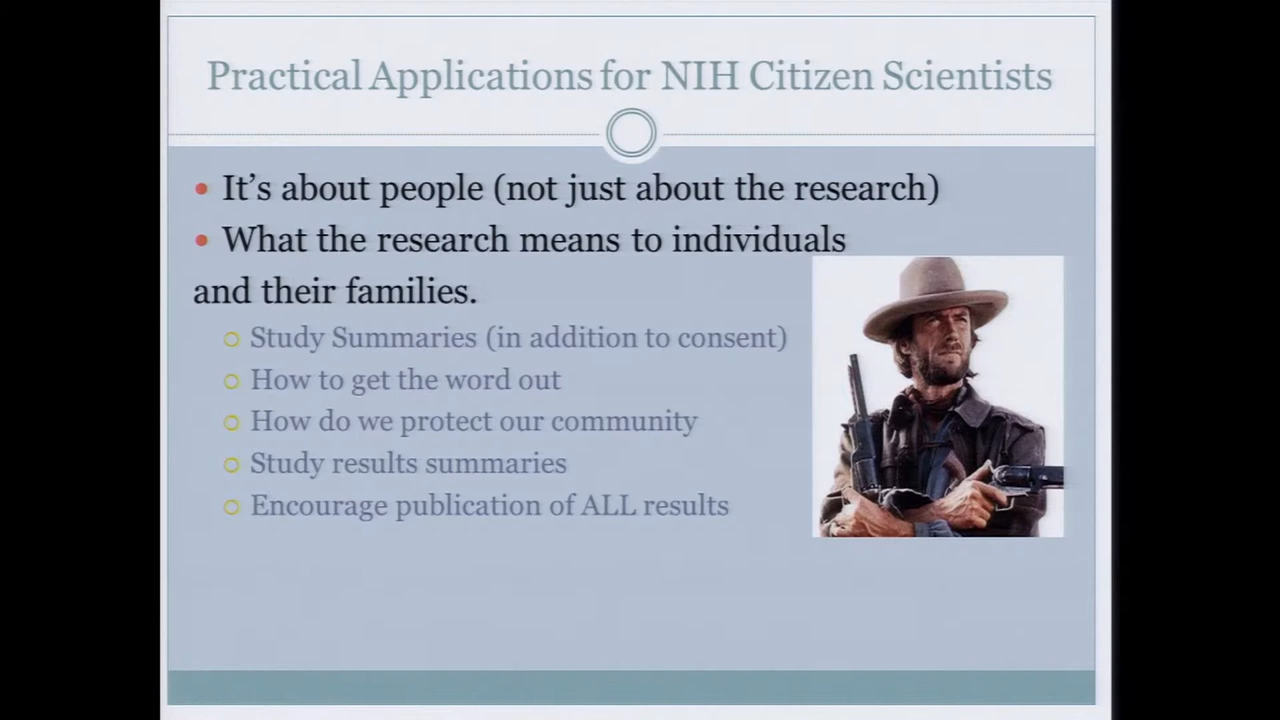 Practical Applications for NIH Citizen Scientists
• It’s about people (not just about the research)
• What the research means to individuals
and their families.
○ Study Summaries (in addition to consent)
○ How to get the word out
○ How do we protect our community
○ Study results summaries
○ Encourage publication of ALL results